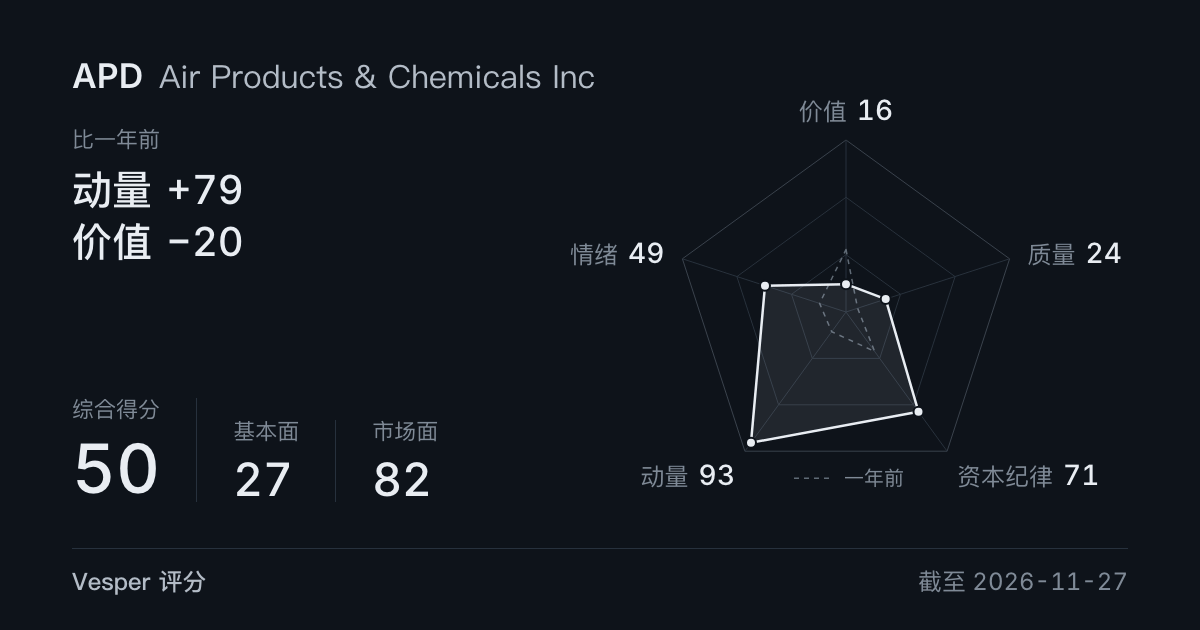 APD Air Products & Chemicals Inc
比一年前
动量 +79
价值 −20
价值 16
情绪 49
质量 24
动量 93
---- 一年前
资本纪律 71
综合得分
50
基本面
27
市场面
82
Vesper 评分
截至 2026-11-27